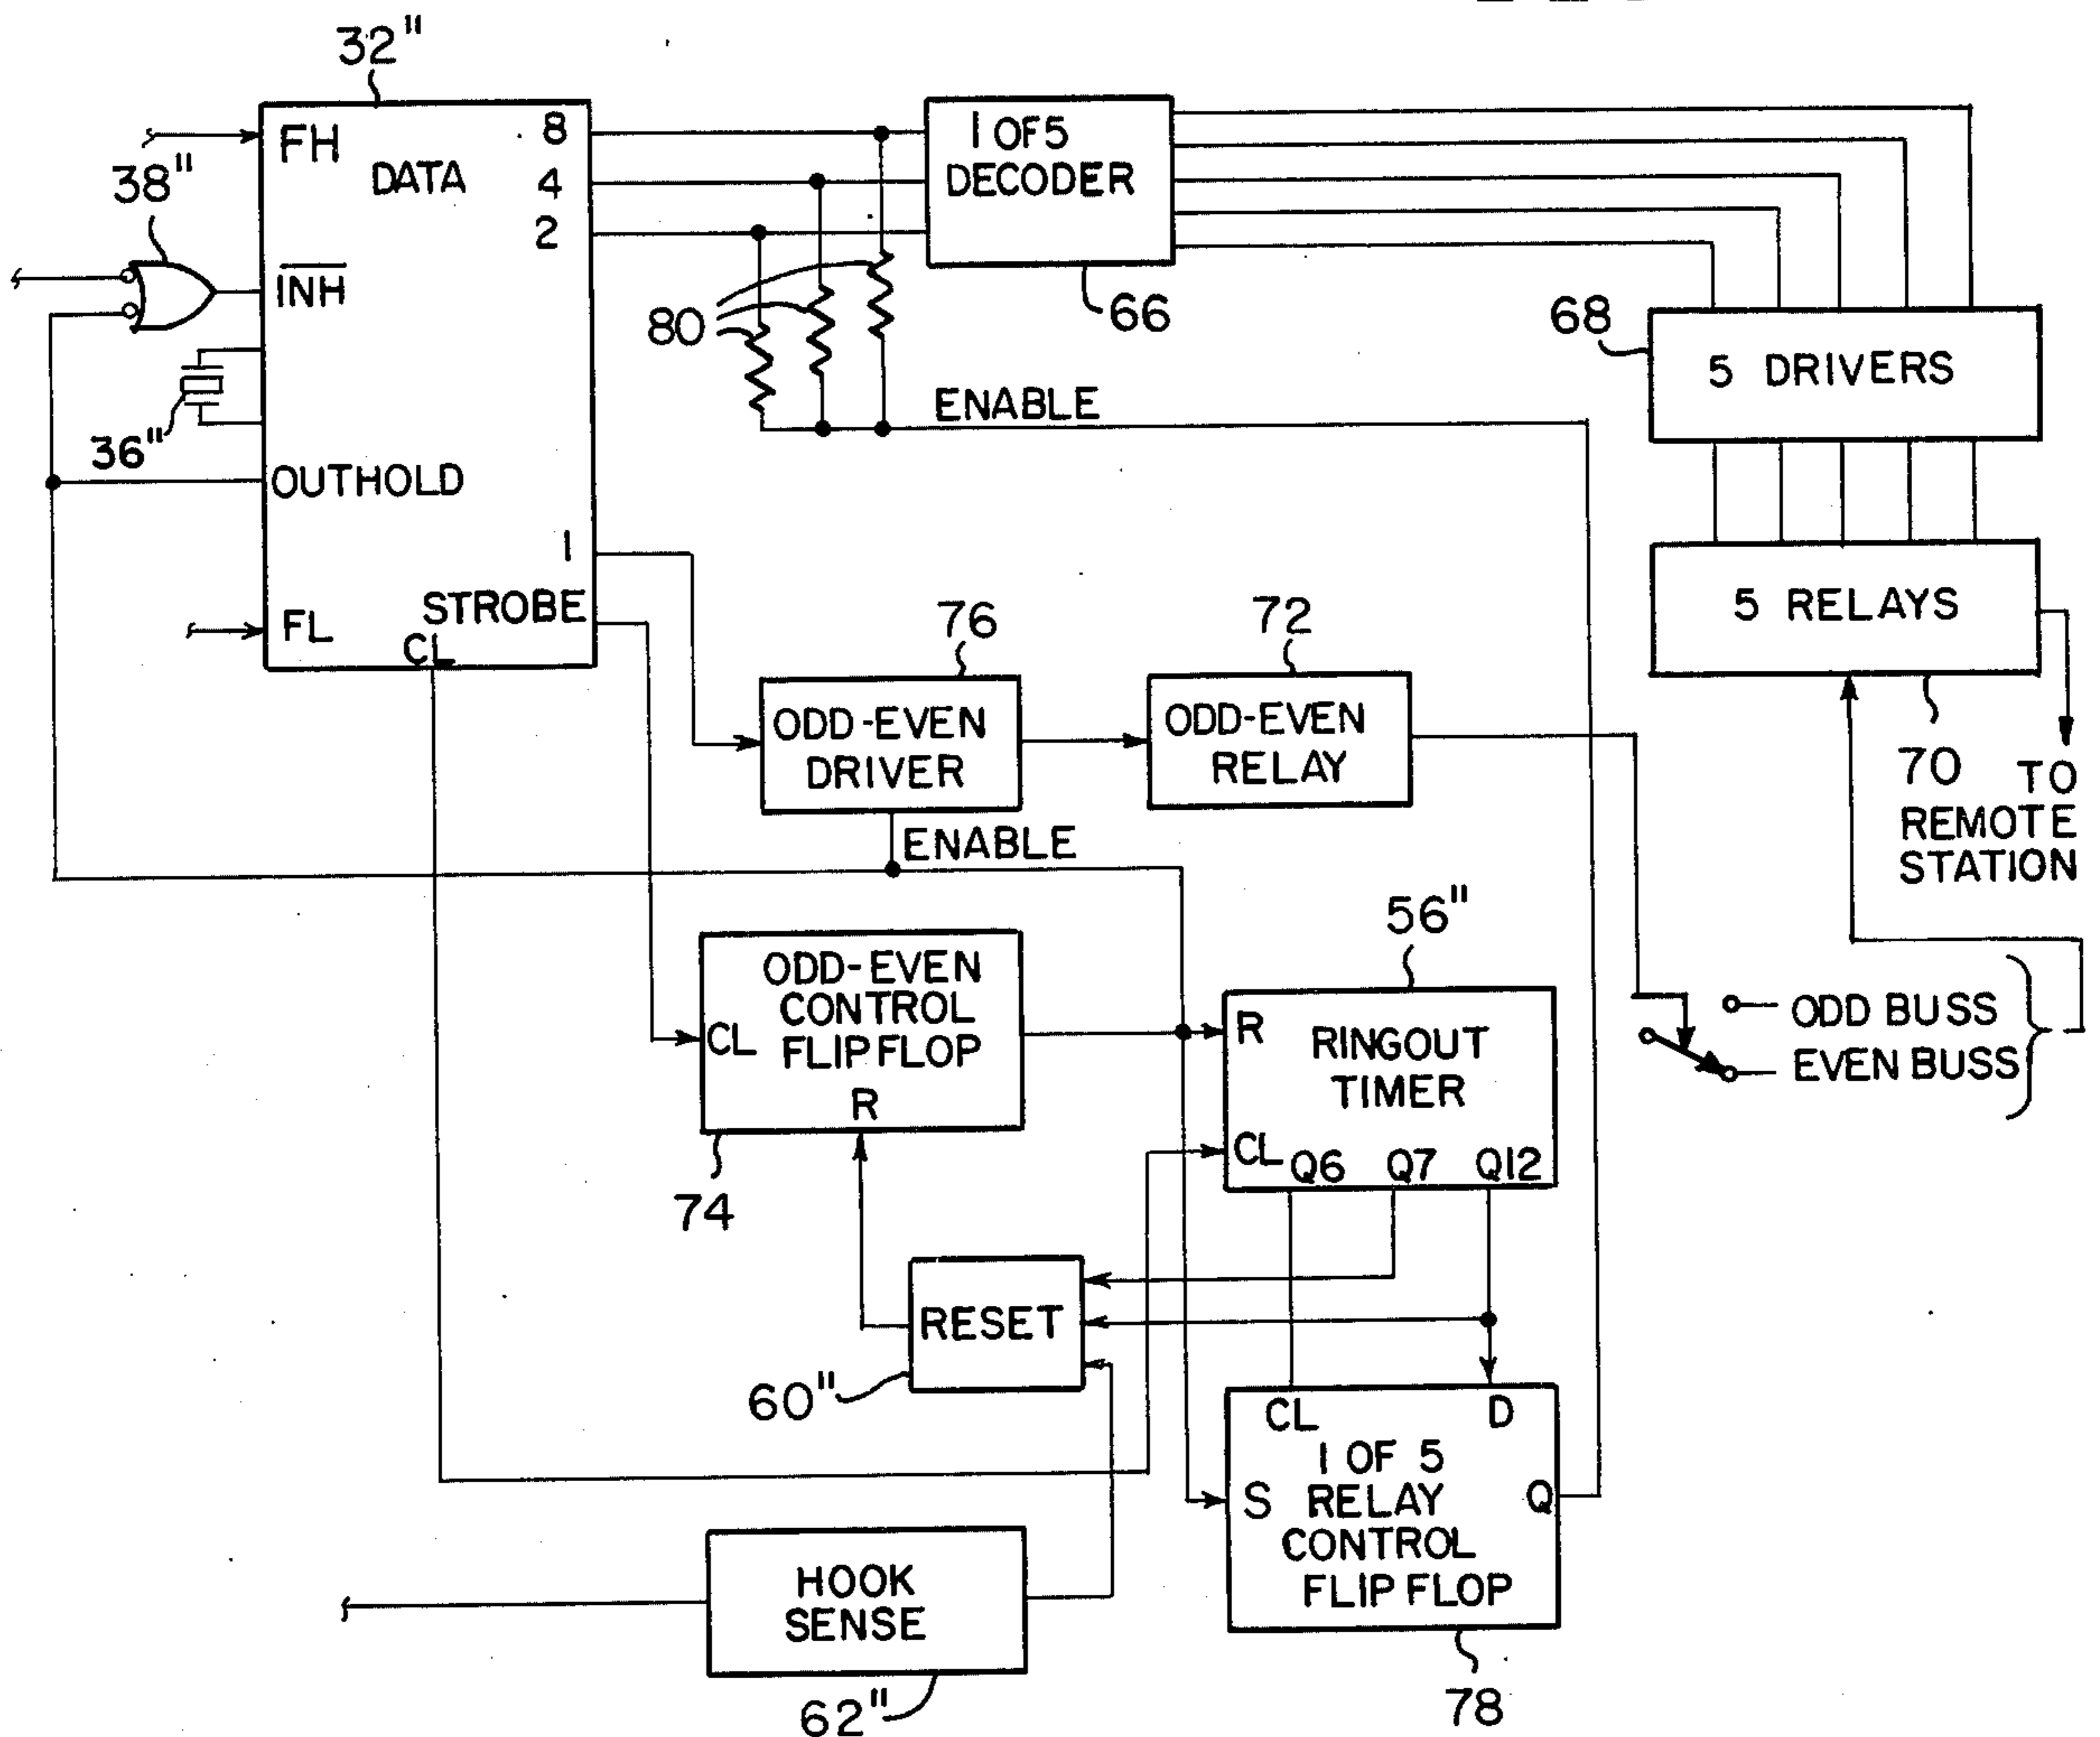 32"
FH
DATA
8
4
2
38"
INH
36"
OUTHOLD
1
STROBE
FL
CL
1 OF 5
DECODER
66
80
ENABLE
68
5 DRIVERS
5 RELAYS
70
TO
REMOTE
STATION
76
ODD-EVEN
DRIVER
72
ODD-EVEN
RELAY
ENABLE
ODD-EVEN
CONTROL
FLIP FLOP
CL
R
74
56"
R
RINGOUT
TIMER
CL
Q6
Q7
Q12
ODD BUSS
EVEN BUSS
RESET
60"
CL
D
1 OF 5
RELAY
CONTROL
FLIP FLOP
S
Q
78
HOOK
SENSE
62"